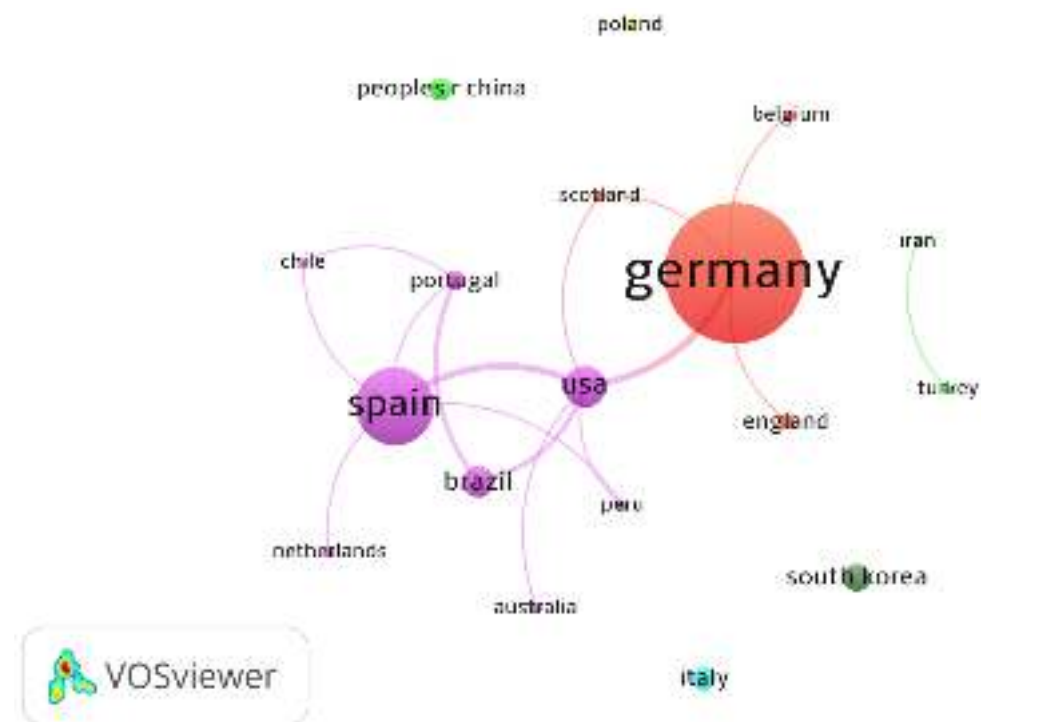 poland
peoples r china
belgium
scotland
iran
germany
chile
portugal
usa
turkey
spain
england
brazil
peru
netherlands
south korea
australia
italy
VOSviewer